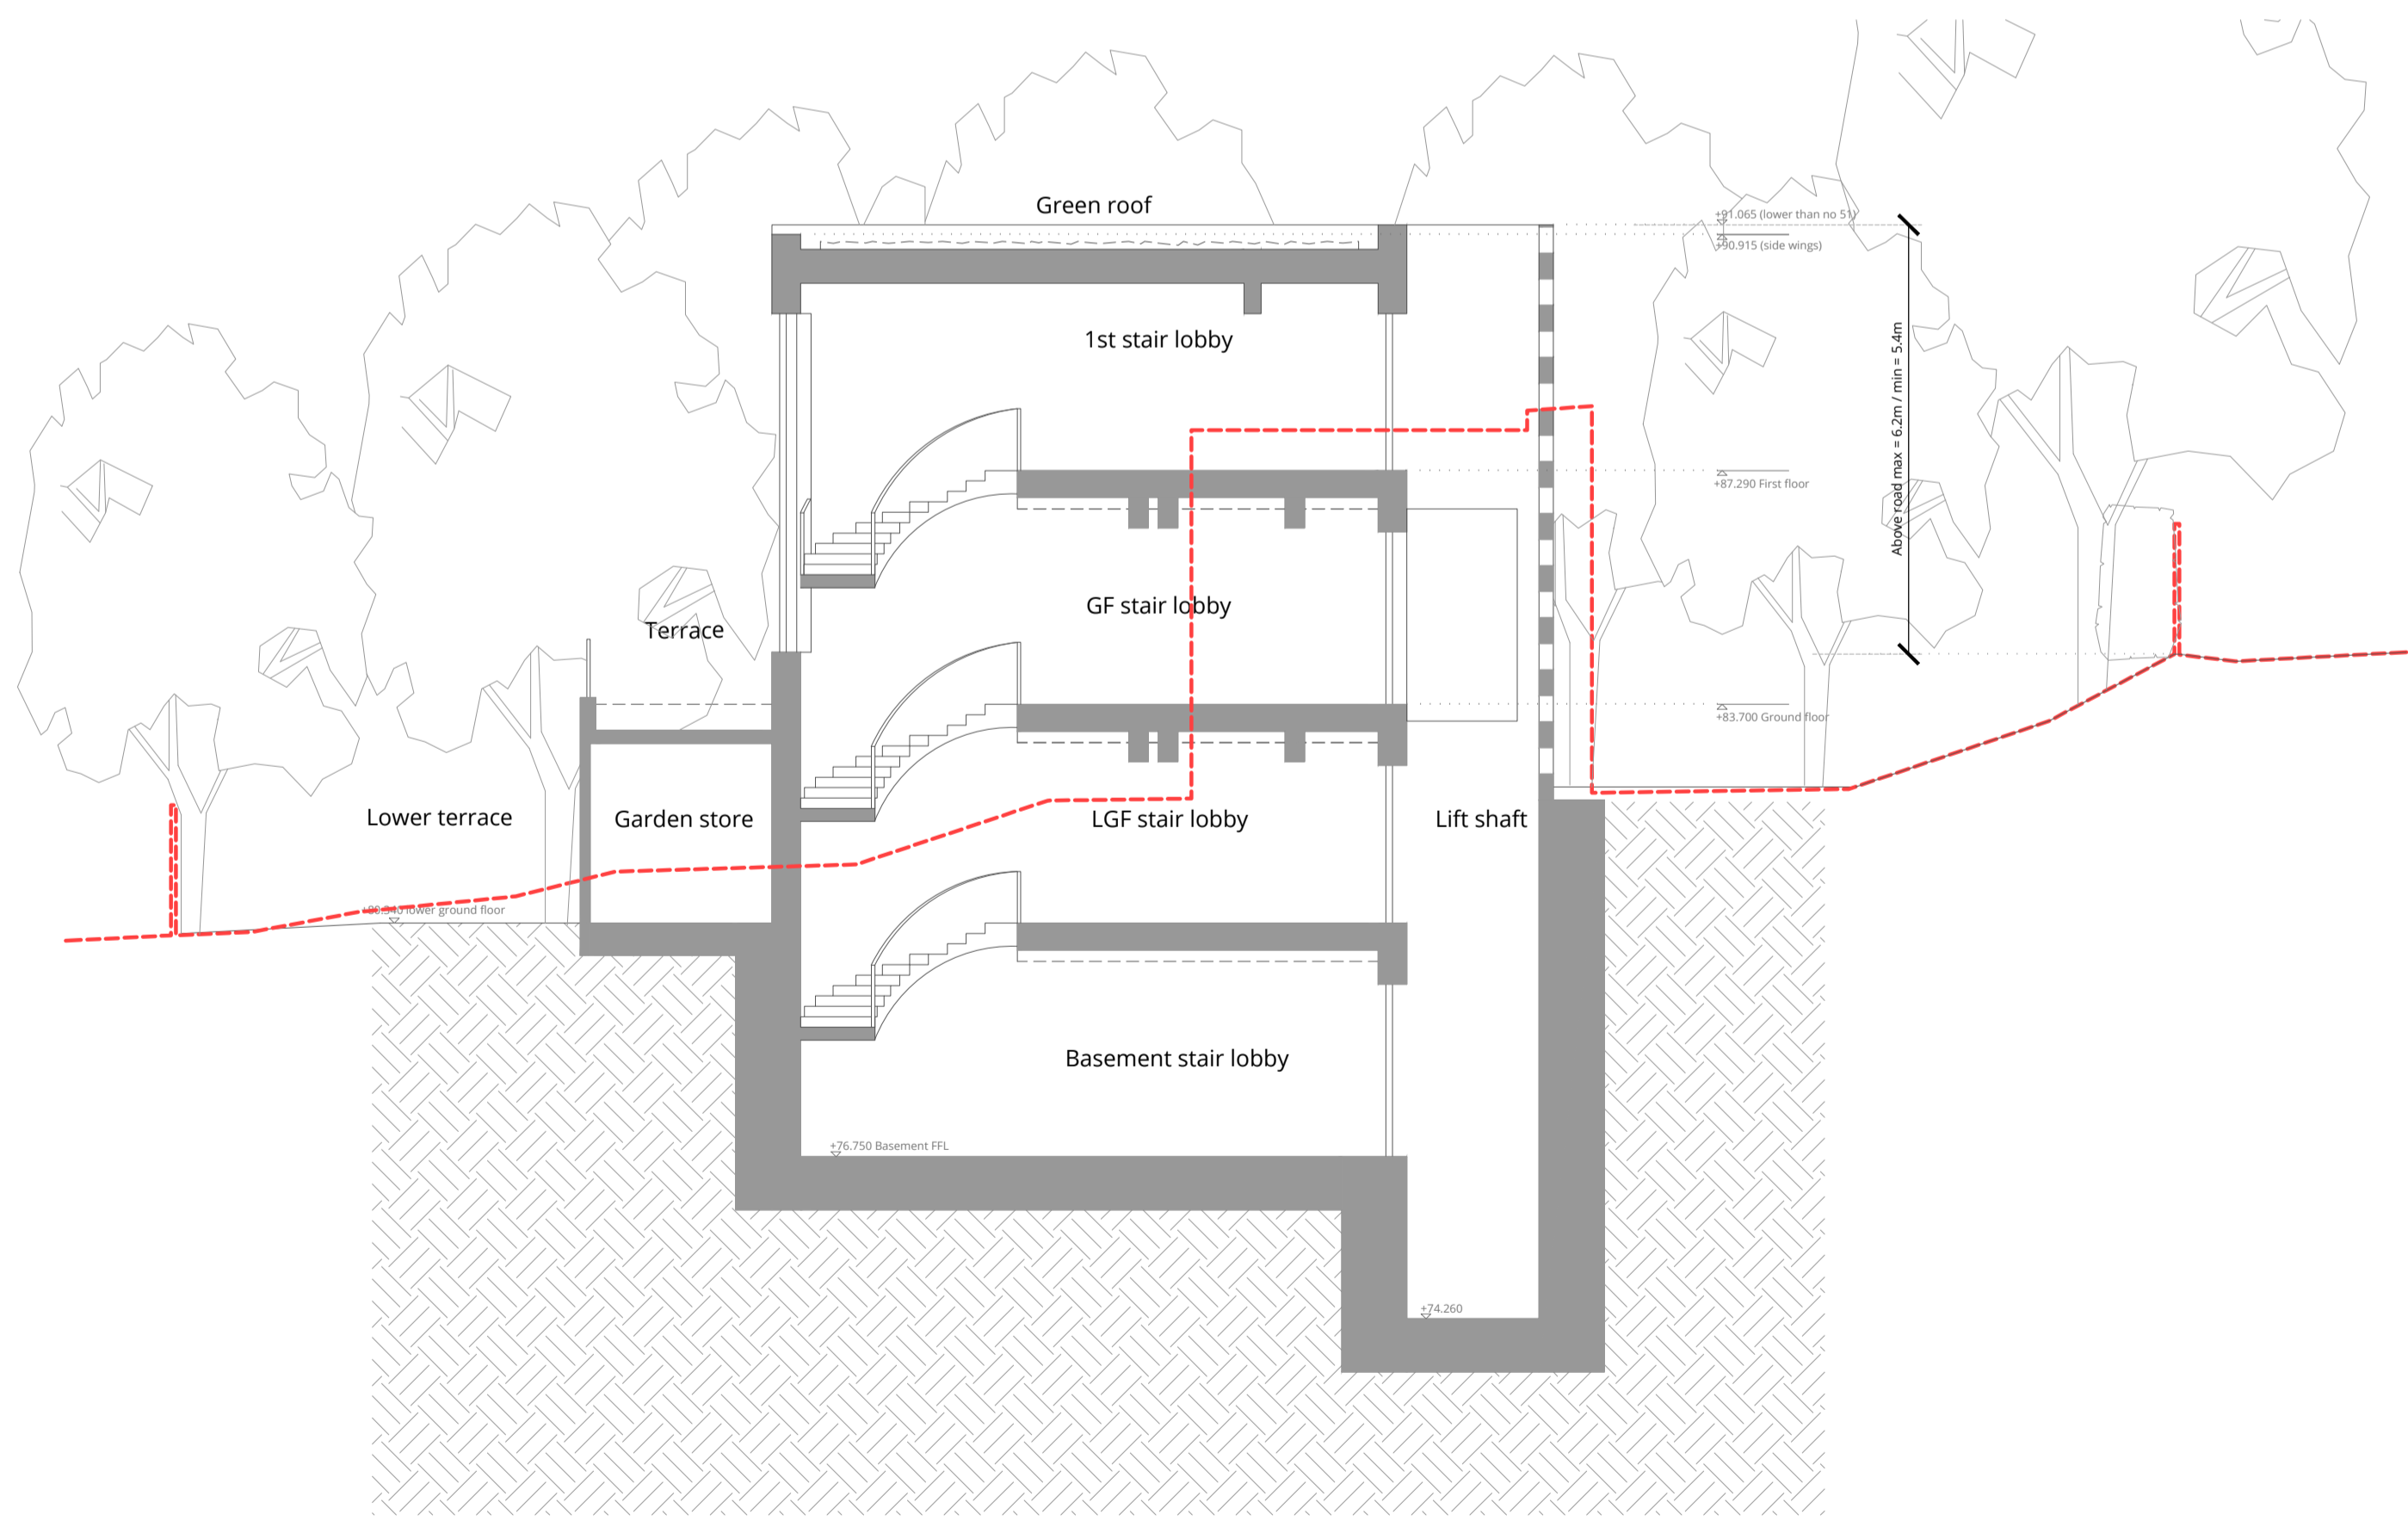 Green roof
+91.065 (lower than no 51)
+90.915 (side wings)
1st stair lobby
Above road max = 6.2m / min = 5.4m
+87.290 First floor
GF stair lobby
Terrace
+83.700 Ground floor
Lower terrace
Garden store
LGF stair lobby
Lift shaft
+80.340 lower ground floor
Basement stair lobby
+76.750 Basement FFL
+74.260